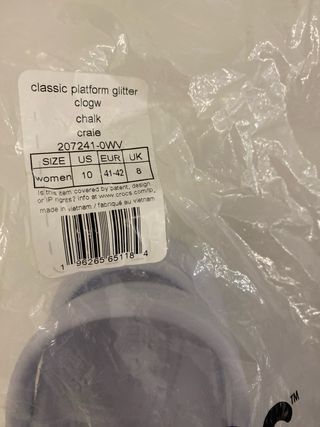 classic platform glitter
clogw
chalk
craie
207241-0WV
SIZE US EUR UK
women 10 41-42 8
Is this item covered by patent, design
or IP rights? Info at www.crocs.com/ip,
made in vietnam / fabriqué au vietnam
1 96265 65118 4
TM